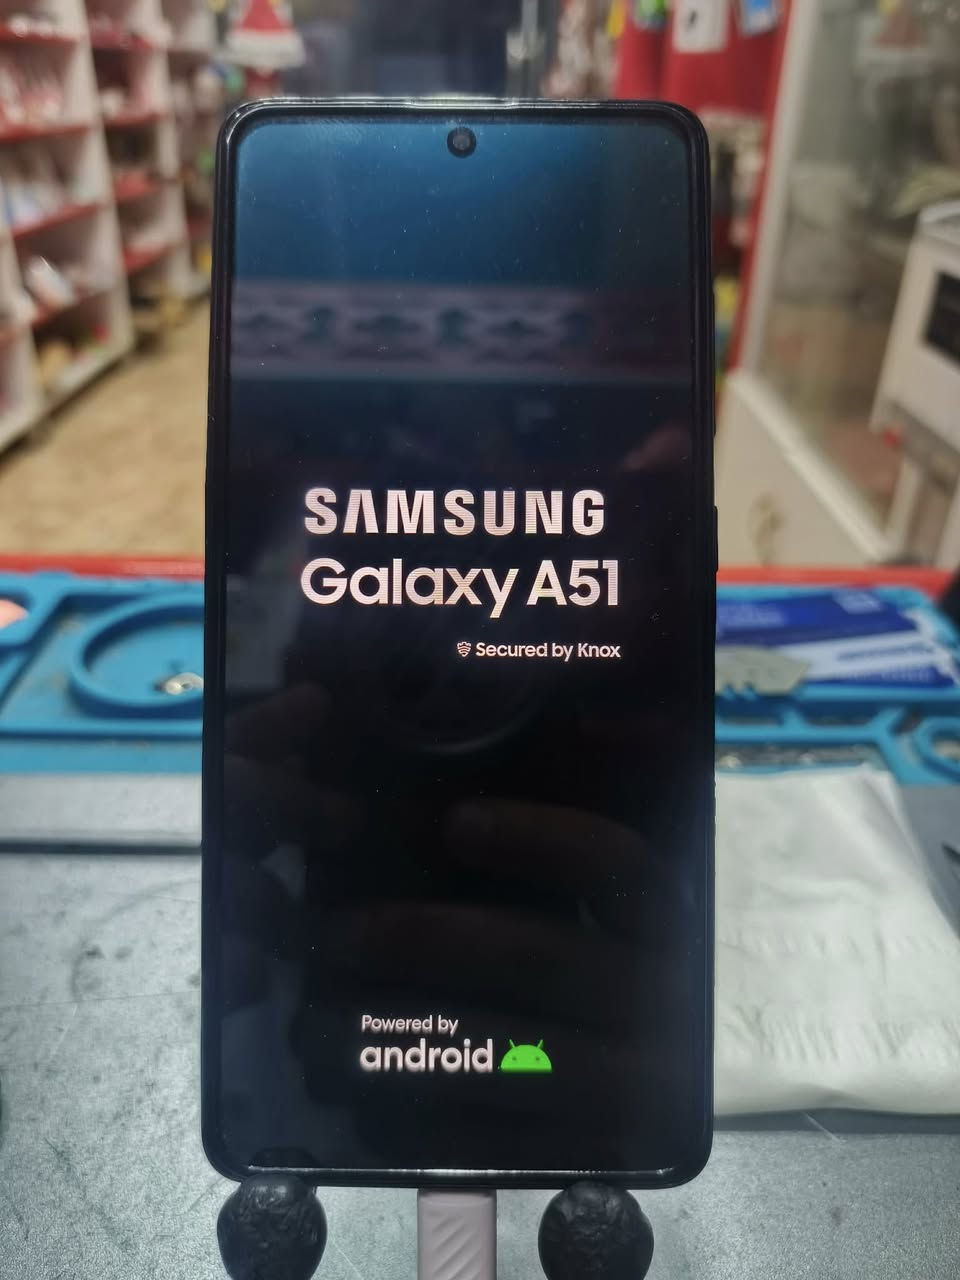 SAMSUNG
Galaxy A51
Secured by Knox
Powered by
android